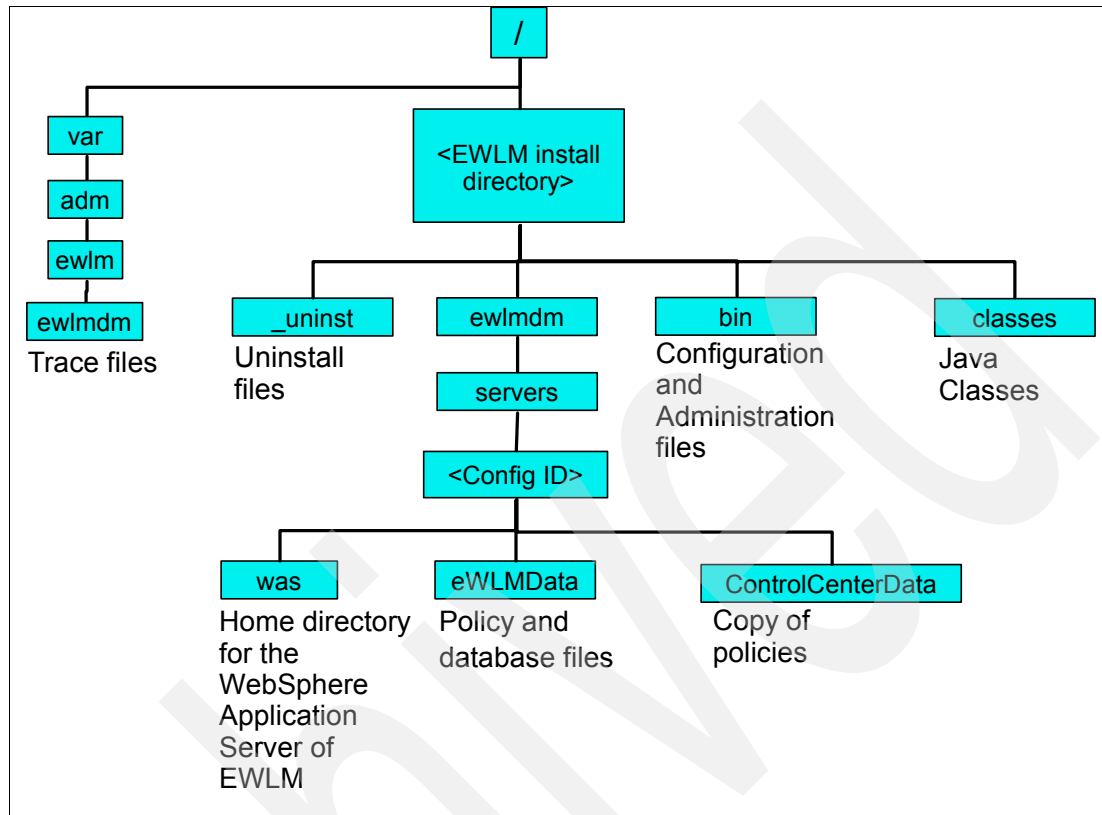 /
var
<EWLM install
directory>
adm
ewlm
ewlmdm
Trace files
_uninst
Uninstall
files
ewlmdm
servers
<Config ID>
bin
Configuration
and
Administration
files
classes
Java
Classes
was
Home directory
for the
WebSphere
Application
Server of
EWLM
eWLMData
Policy and
database files
ControlCenterData
Copy of
policies
hived